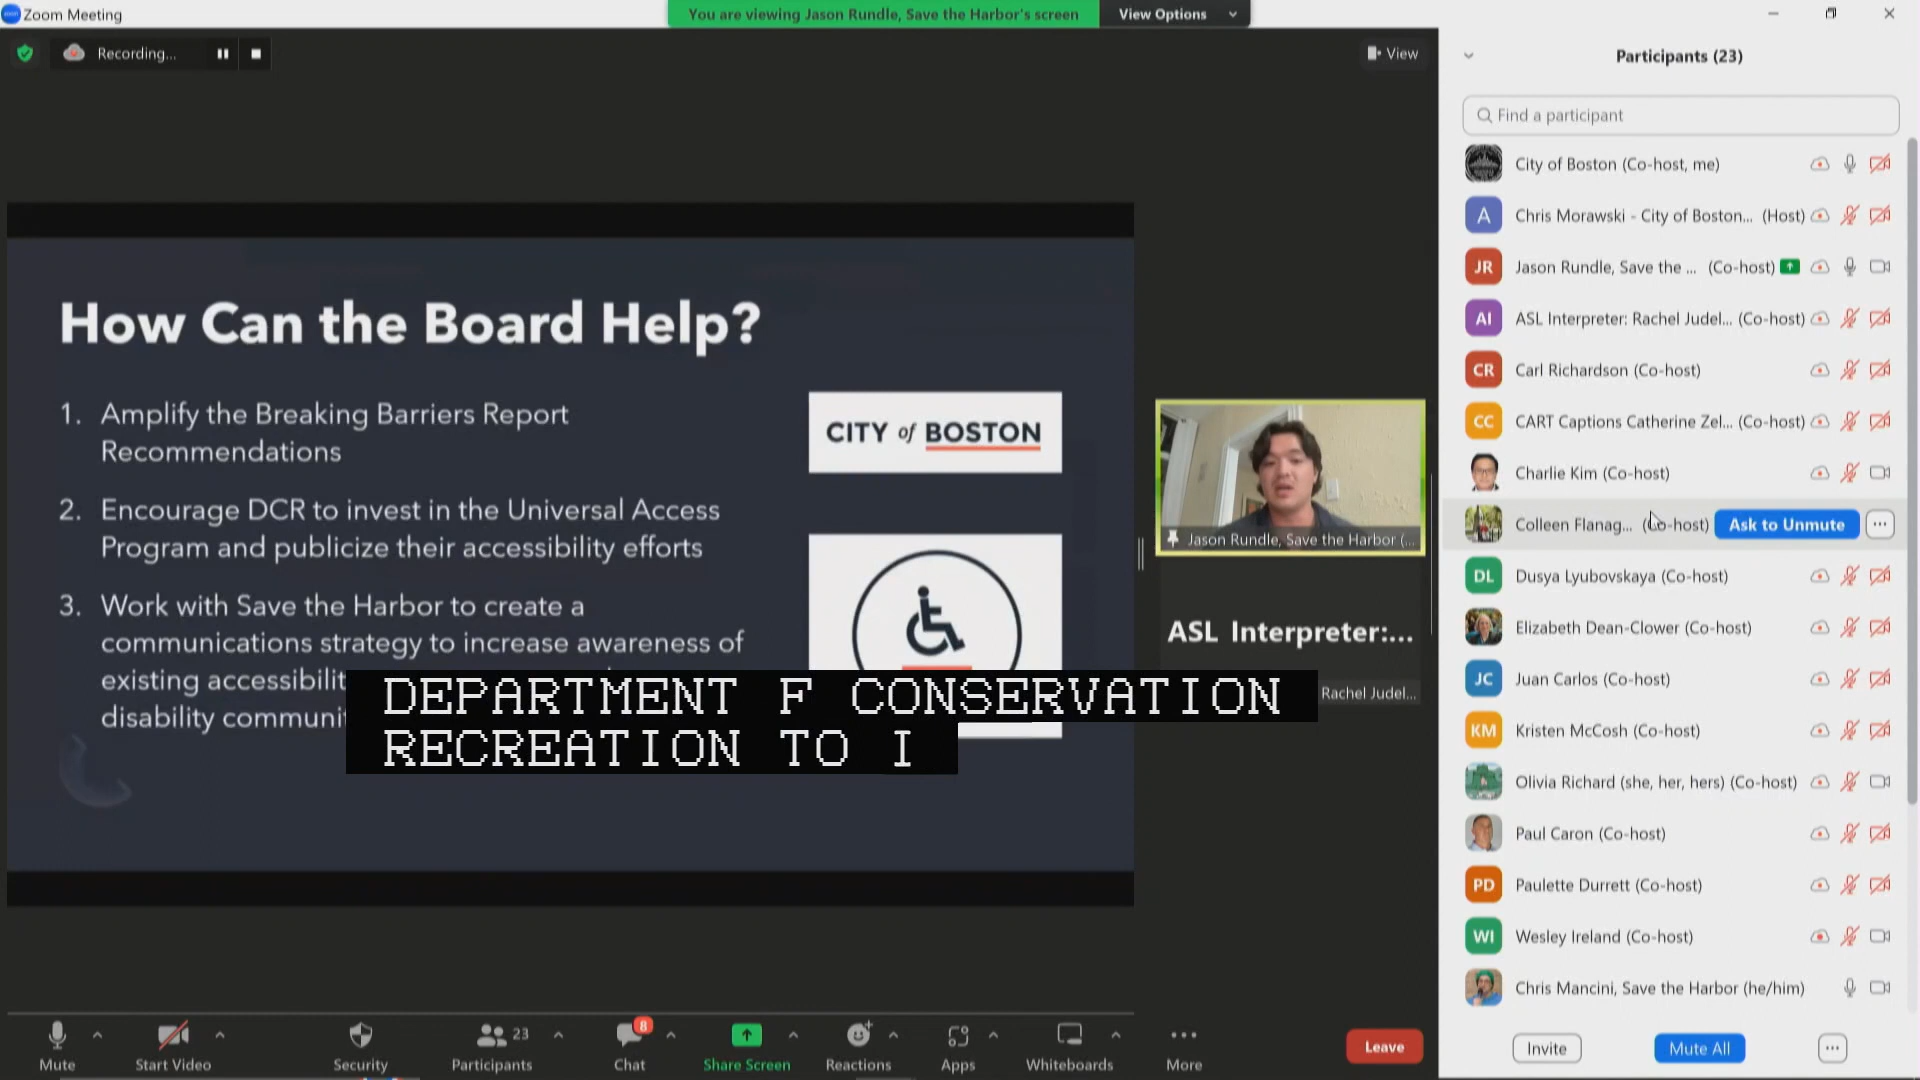 Zoom Meeting
You are viewing Jason Rundle, Save the Harbor's screen
View Options
Recording...
View
Participants (23)
Find a participant
City of Boston (Co-host, me)
A
Chris Morawski - City of Boston... (Host)
JR
Jason Rundle, Save the ... (Co-host)
AI
ASL Interpreter: Rachel Judel... (Co-host)
CR
Carl Richardson (Co-host)
CC
CART Captions Catherine Zel... (Co-host)
Charlie Kim (Co-host)
Colleen Flanag... (Co-host)
Ask to Unmute
DL
Dusya Lyubovskaya (Co-host)
Elizabeth Dean-Clower (Co-host)
JC
Juan Carlos (Co-host)
KM
Kristen McCosh (Co-host)
Olivia Richard (she, her, hers) (Co-host)
Paul Caron (Co-host)
PD
Paulette Durrett (Co-host)
WI
Wesley Ireland (Co-host)
Chris Mancini, Save the Harbor (he/him)
Invite
Mute All
How Can the Board Help?
1. Amplify the Breaking Barriers Report
Recommendations
2. Encourage DCR to invest in the Universal Access
Program and publicize their accessibility efforts
3. Work with Save the Harbor to create a
communications strategy to increase awareness of
existing accessibilit
disability communi
CITY of BOSTON
Jason Rundle, Save the Harbor (...
ASL Interpreter:...
Rachel Judel...
DEPARTMENT F CONSERVATION
RECREATION TO I
Mute
Start Video
Security
23
Participants
8
Chat
Share Screen
Reactions
Apps
Whiteboards
More
Leave